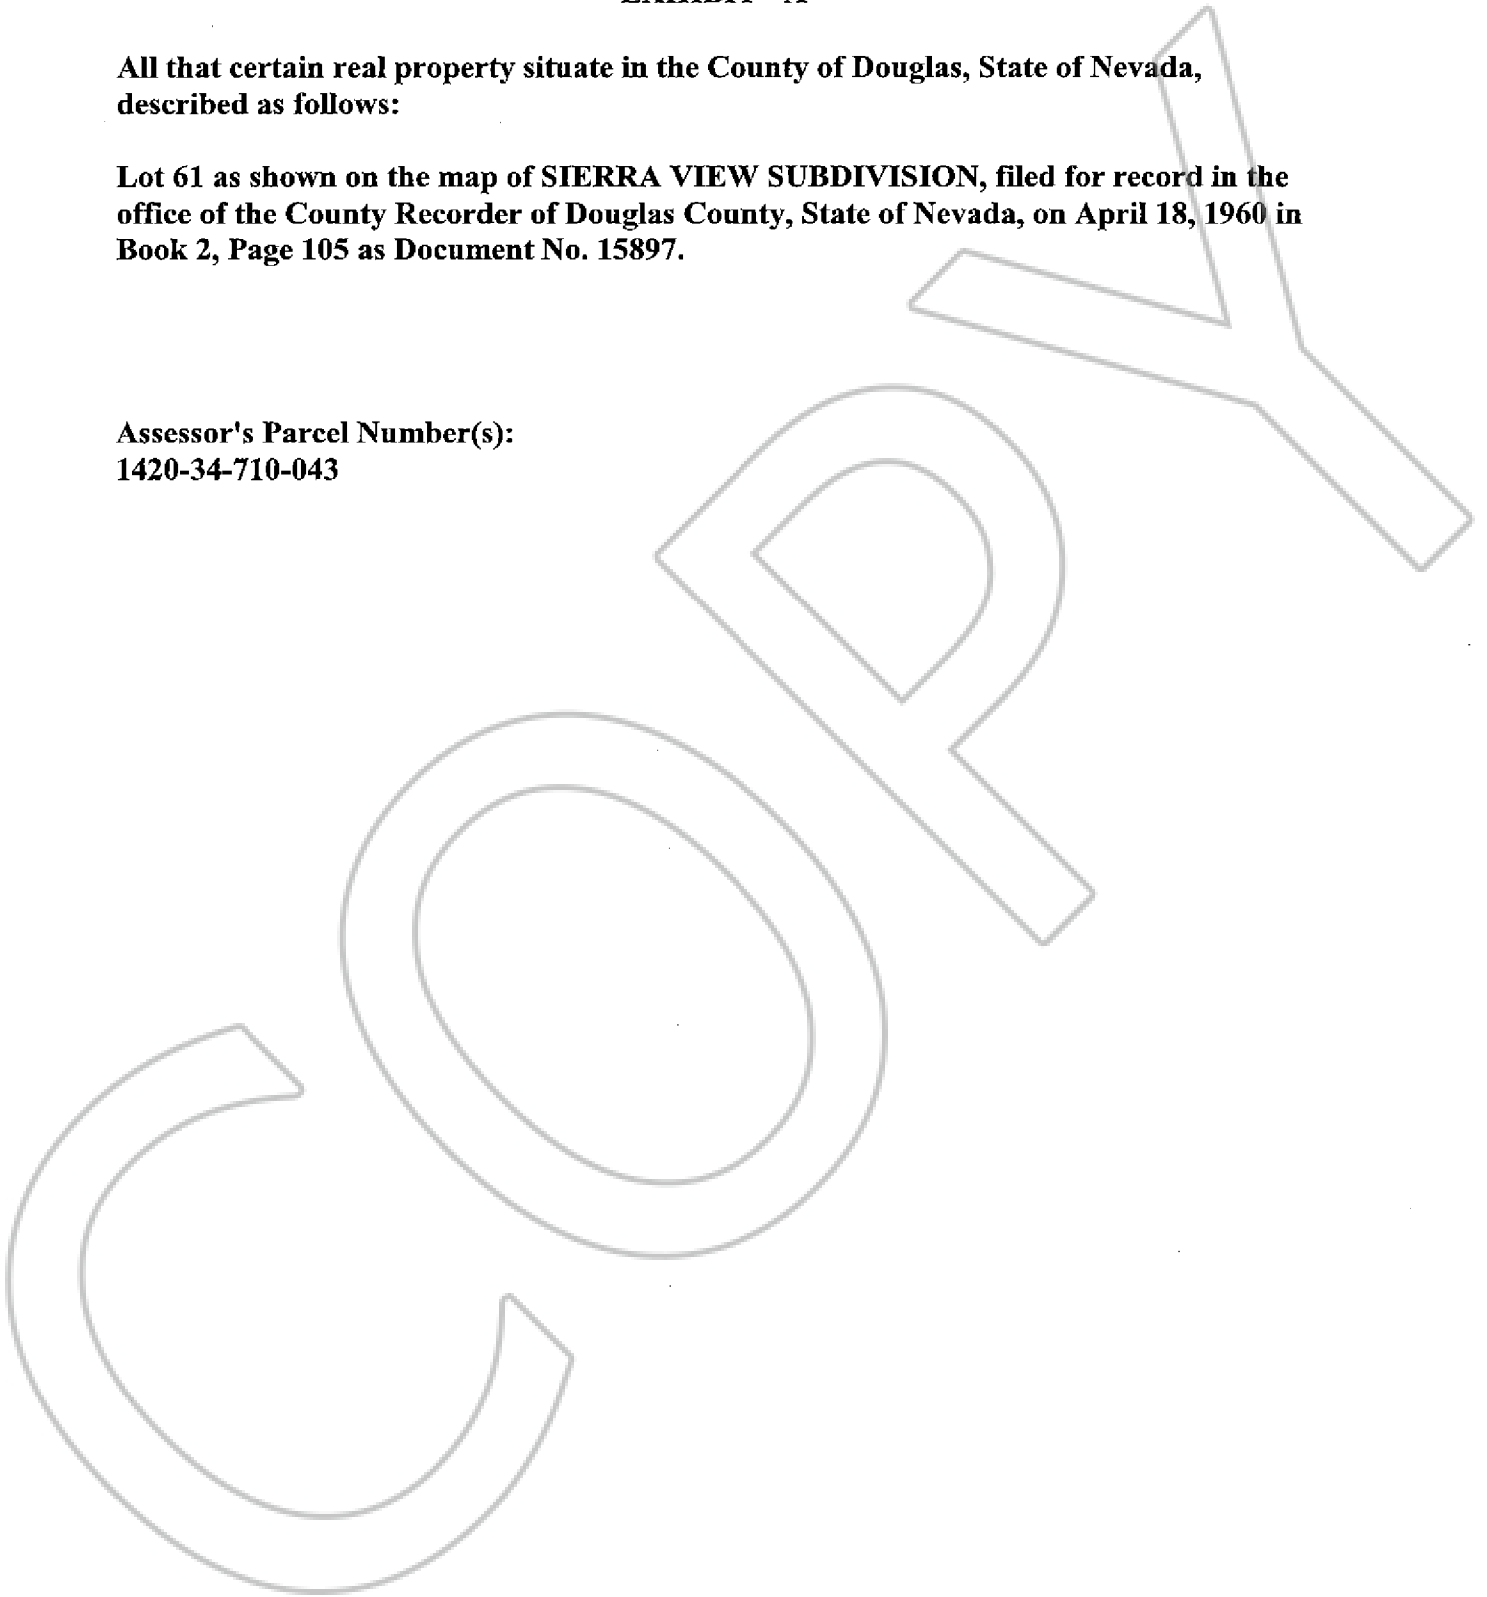 All that certain real property situate in the County of Douglas, State of Nevada,
described as follows:
Lot 61 as shown on the map of SIERRA VIEW SUBDIVISION, filed for record in the
office of the County Recorder of Douglas County, State of Nevada, on April 18, 1960 in
Book 2, Page 105 as Document No. 15897.
Assessor's Parcel Number(s):
1420-34-710-043
COPY